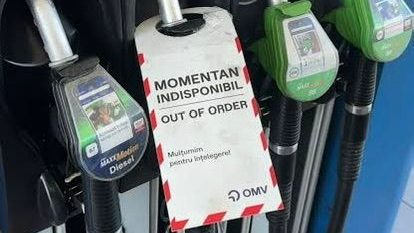 MOMENTAN
INDISPONIBIL
OUT OF ORDER
Mulțumim
pentru înțelegere!
OMV
MAXXMotion
Diesel